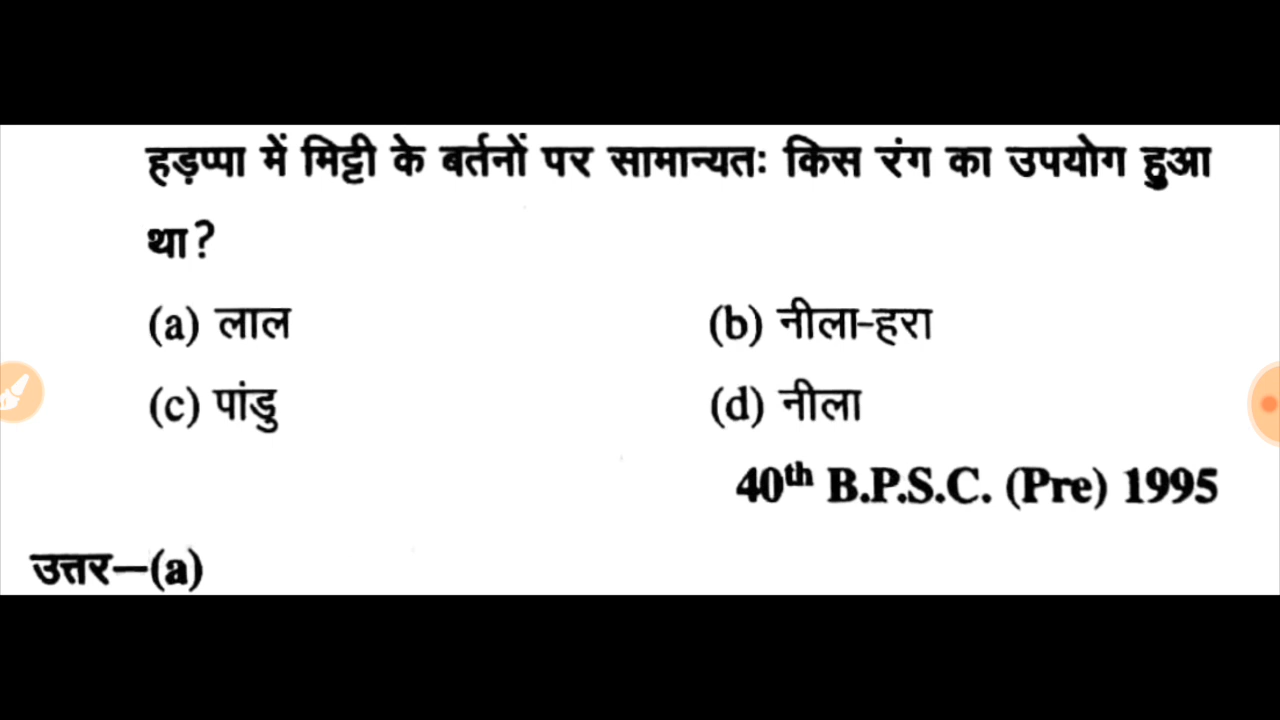 हड़प्पा में मिट्टी के बर्तनों पर सामान्यतः किस रंग का उपयोग हुआ
था?
(a) लाल (b) नीला-हरा
(c) पांडु (d) नीला
40th B.P.S.C. (Pre) 1995
उत्तर—(a)